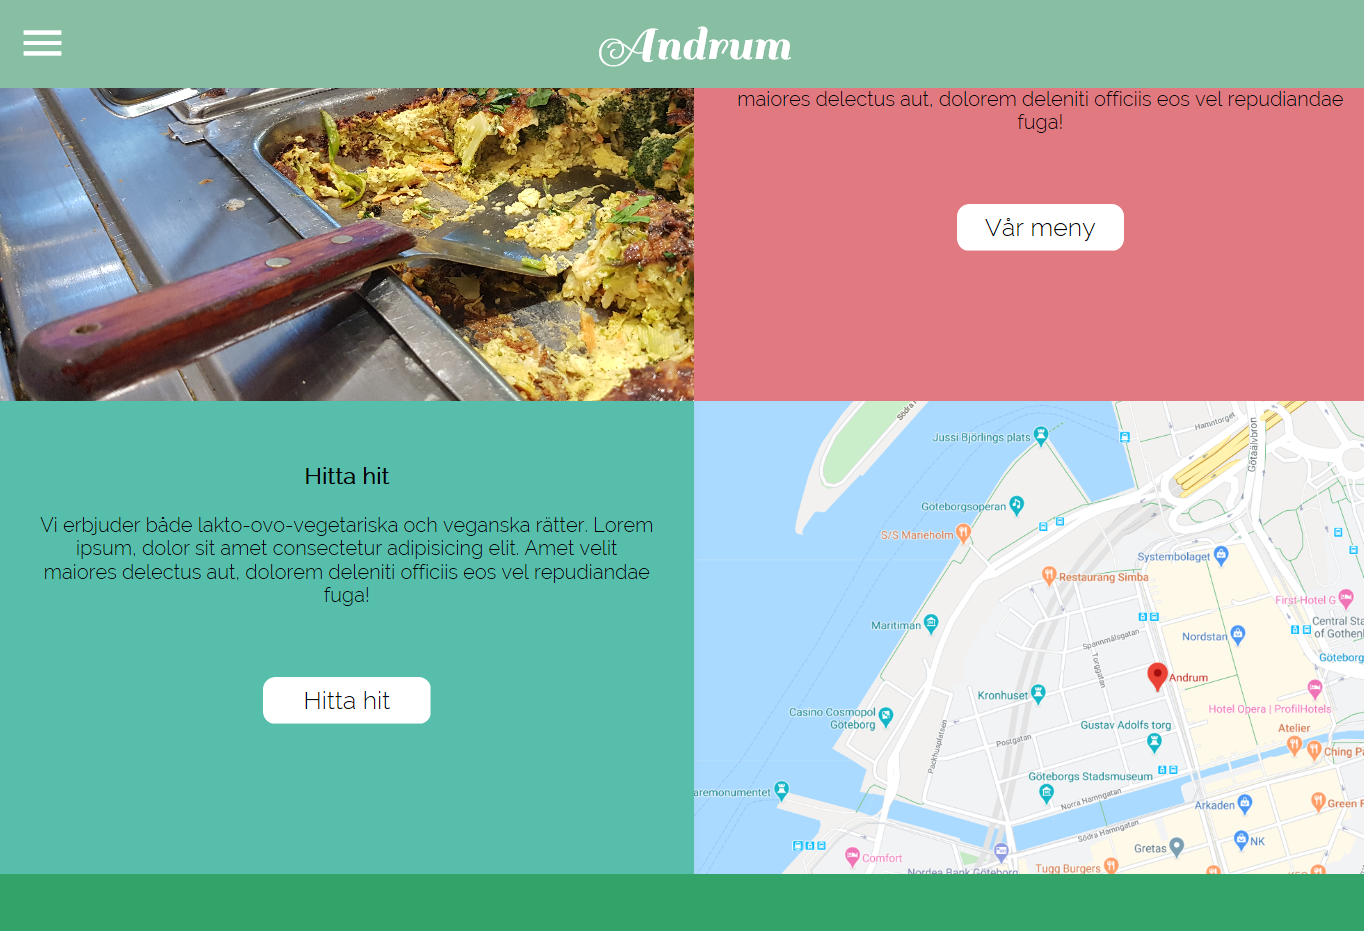 Andrum
maiores delectus aut, dolorem deleniti officiis eos vel repudiandae
fuga!
Vår meny
Hitta hit
Vi erbjuder både lakto-ovo-vegetariska och veganska rätter. Lorem
ipsum, dolor sit amet consectetur adipisicing elit. Amet velit
maiores delectus aut, dolorem deleniti officiis eos vel repudiandae
fuga!
Hitta hit
Södra
Hamntorget
Götaälvbron
Jussi Björlings plats
Göteborgsoperan
S/S Marieholm
Systembolaget
Restaurang Simba
First Hotel G
Maritiman
Central Sta
of Gothen
Spannmålsgatan
Nordstan
Torggatan
Göteborg
Andrum
Kronhuset
Hotel Opera | ProfilHotels
Casino Cosmopol
Göteborg
Gustav Adolfs torg
Atelier
Packhusplatsen
Postgatan
Ching Pa
Göteborgs Stadsmuseum
aremonumentet
Norra Hamngatan
Arkaden
Green F
Södra Hamngatan
NK
Gretas
Comfort
Nordea Bank Göteborg
Tugg Burgers
KFC